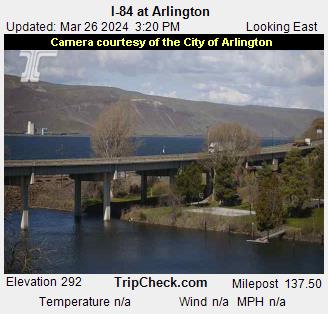 I-84 at Arlington
Updated: Mar 26 2024 3:20 PM Looking East
Camera courtesy of the City of Arlington
Elevation 292 TripCheck.com Milepost 137.50
Temperature n/a Wind n/a MPH n/a